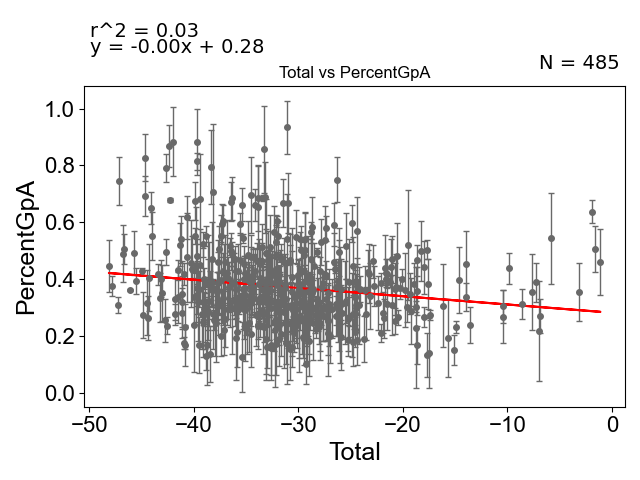 r^2 = 0.03
y = -0.00x + 0.28
N = 485
Total vs PercentGpA
PercentGpA
1.0
0.8
0.6
0.4
0.2
0.0
−50
−40
−30
−20
−10
0
Total